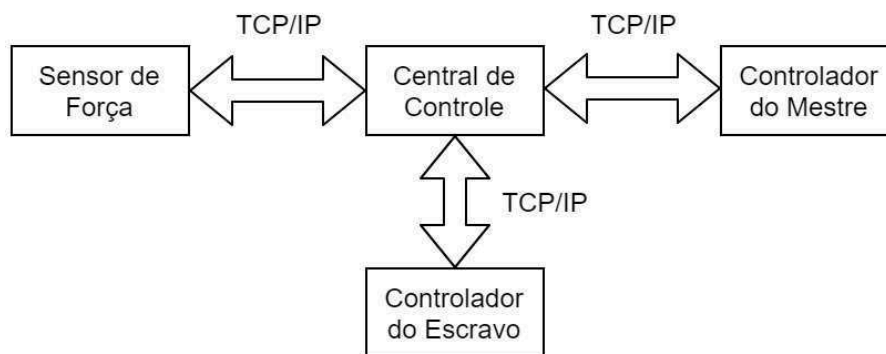 TCP/IP
TCP/IP
Sensor de
Força
Central de
Controle
Controlador
do Mestre
TCP/IP
Controlador
do Escravo